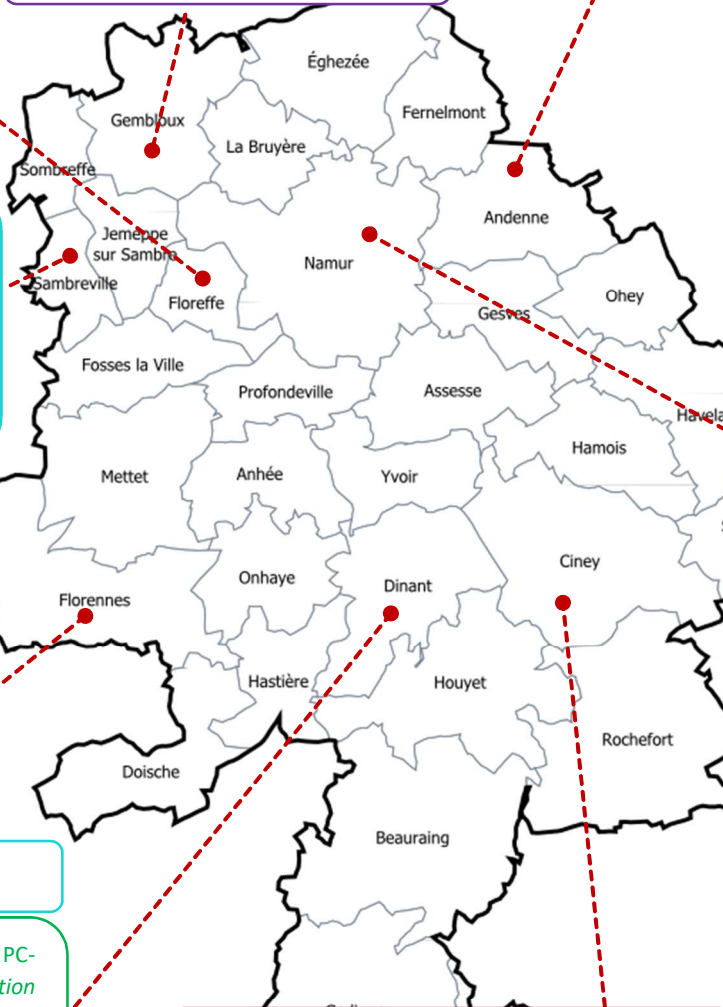 Éghezée
Fernelmont
Gembloux
La Bruyère
Sombreffe
Andenne
Jemeppe
sur Sambre
Namur
Sambreville
Floreffe
Ohey
Gesves
Fosses la Ville
Profondeville
Assesse
Havela
Hamois
Mettet
Anhée
Yvoir
Ciney
Onhaye
Dinant
Florennes
Hastière
Houyet
Rochefort
Doische
Beauraing
PC-
tion